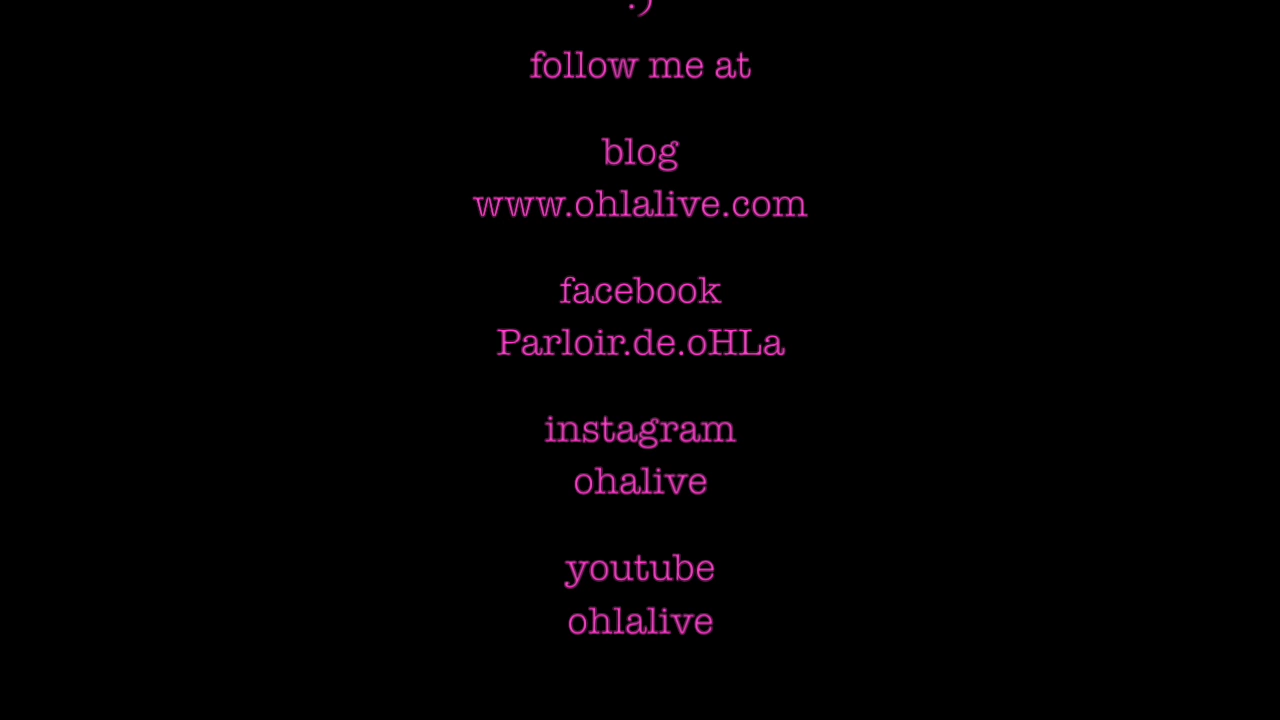 :)
follow me at
blog
www.ohlalive.com
facebook
Parloir.de.oHLa
instagram
ohalive
youtube
ohlalive